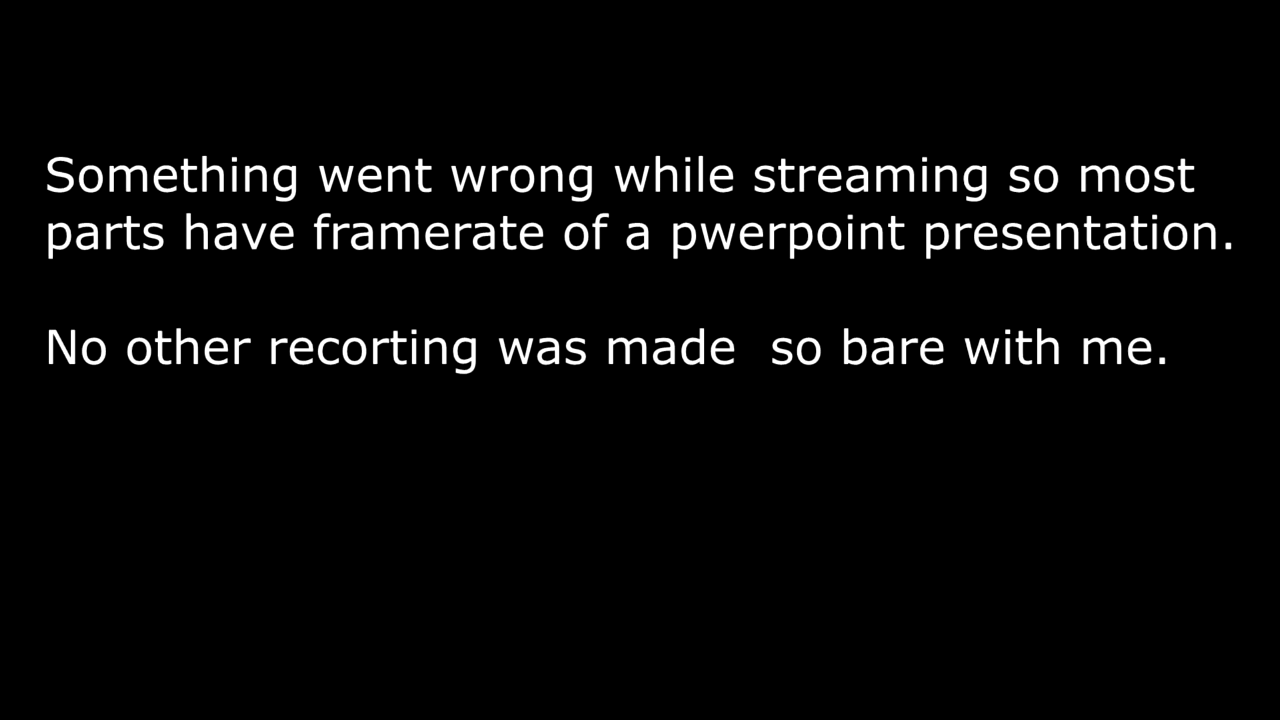 Something went wrong while streaming so most
parts have framerate of a pwerpoint presentation.
No other recorting was made  so bare with me.